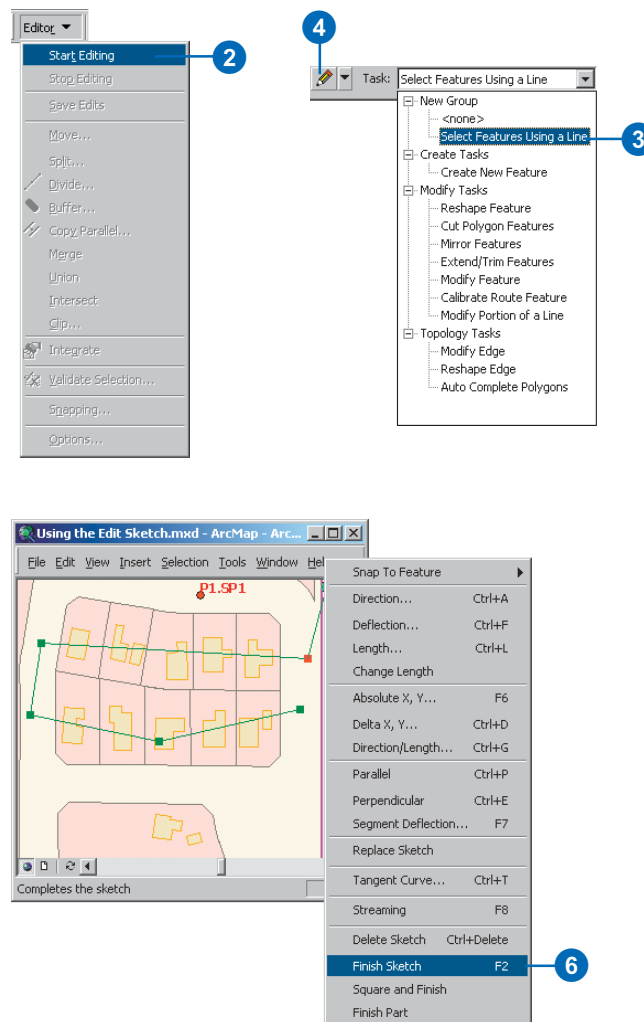 Editor
Start Editing
2
Stop Editing
Save Edits
Move...
Split...
Divide...
Buffer...
Copy Parallel...
Merge
Union
Intersect
Clip...
Integrate
Validate Selection...
Snapping...
Options...
4
Task: Select Features Using a Line
New Group
<none>
Select Features Using a Line
3
Create Tasks
Create New Feature
Modify Tasks
Reshape Feature
Cut Polygon Features
Mirror Features
Extend/Trim Features
Modify Feature
Calibrate Route Feature
Modify Portion of a Line
Topology Tasks
Modify Edge
Reshape Edge
Auto Complete Polygons
Using the Edit Sketch.mxd - ArcMap - Arc...
File Edit View Insert Selection Tools Window Hel
P1.SP1
Completes the sketch
Snap To Feature
Direction... Ctrl+A
Deflection... Ctrl+F
Length... Ctrl+L
Change Length
Absolute X, Y... F6
Delta X, Y... Ctrl+D
Direction/Length... Ctrl+G
Parallel Ctrl+P
Perpendicular Ctrl+E
Segment Deflection... F7
Replace Sketch
Tangent Curve... Ctrl+T
Streaming F8
Delete Sketch Ctrl+Delete
Finish Sketch F2
6
Square and Finish
Finish Part